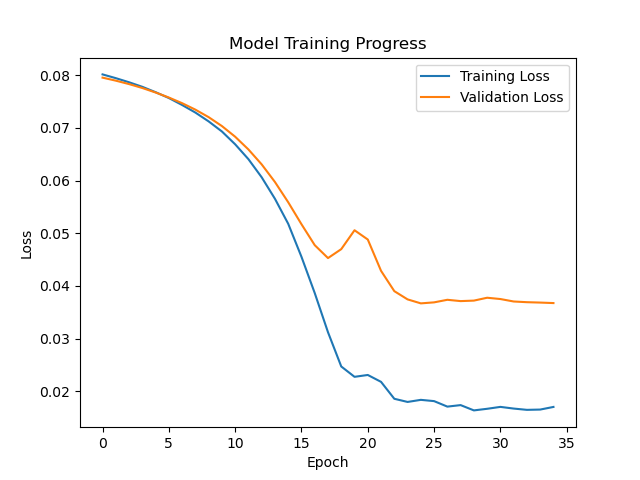 Model Training Progress
Training Loss
Validation Loss
0.08
0.07
0.06
0.05
0.04
0.03
0.02
Loss
0 5 10 15 20 25 30 35
Epoch